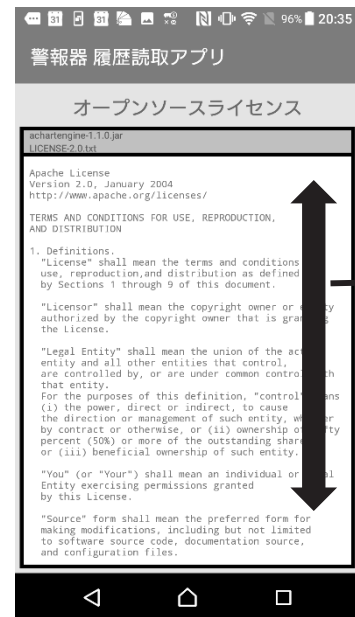 31 31 96% 20:35
警報器 履歴読取アプリ
オープンソースライセンス
achartengine-1.1.0.jar
LICENSE-2.0.txt
Apache License
Version 2.0, January 2004
http://www.apache.org/licenses/
TERMS AND CONDITIONS FOR USE, REPRODUCTION,
AND DISTRIBUTION
1. Definitions.
"License" shall mean the terms and conditions
use, reproduction,and distribution as defined
by Sections 1 through 9 of this document.
"Licensor" shall mean the copyright owner or
authorized by the copyright owner that is
the License.
"Legal Entity" shall mean the union of the
entity and all other entities that control,
are controlled by, or are under common
that entity.
For the purposes of this definition,
(i) the power, direct or indirect, to cause
the direction or management of such entity,
by contract or otherwise, or (ii) ownership
percent (50%) or more of the outstanding
or (iii) beneficial ownership of such entity.
"You" (or "Your") shall mean an individual or
Entity exercising permissions granted
by this License.
"Source" form shall mean the preferred form for
making modifications, including but not limited
to software source code, documentation source,
and configuration files.